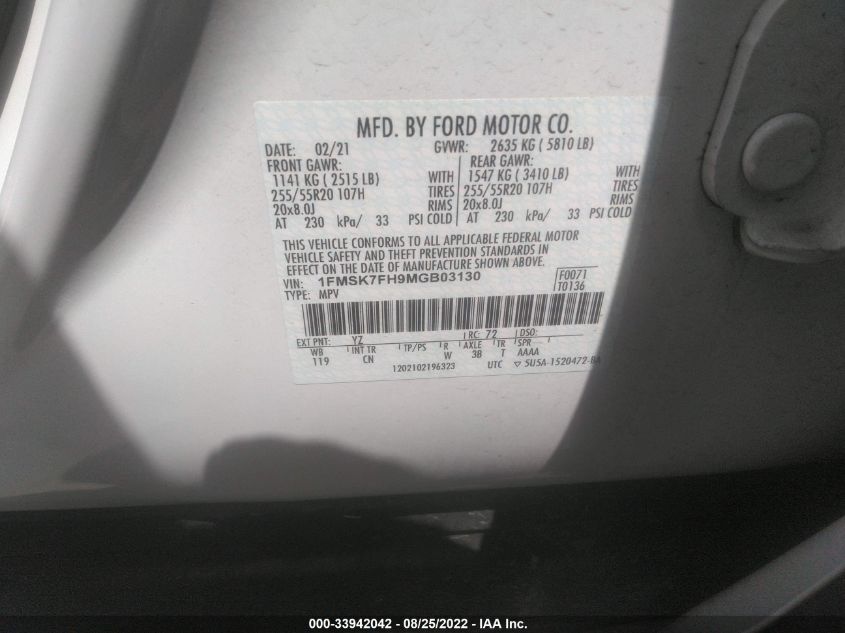 MFD. BY FORD MOTOR CO.
DATE: 02/21 GVWR: 2635 KG ( 5810 LB)
FRONT GAWR: REAR GAWR:
1141 KG ( 2515 LB) WITH 1547 KG ( 3410 LB) WITH
255/55R20 107H TIRES 255/55R20 107H TIRES
20x8.0J RIMS 20x8.0J RIMS
AT 230 kPa/ 33 PSI COLD AT 230 kPa/ 33 PSI COLD
THIS VEHICLE CONFORMS TO ALL APPLICABLE FEDERAL MOTOR
VEHICLE SAFETY AND THEFT PREVENTION STANDARDS IN
EFFECT ON THE DATE OF MANUFACTURE SHOWN ABOVE.
VIN: 1FMSK7FH9MGB03130 F0071
TYPE: MPV T0136
EXT PNT: YZ RC: 72 DSO:
WB INT TR TP/PS R AXLE TR SPR
119 CN W 38 T AAAA
1202102196323 UTC ▽ 5U5A-1520472-BA
000-33942042 - 08/25/2022 - IAA Inc.